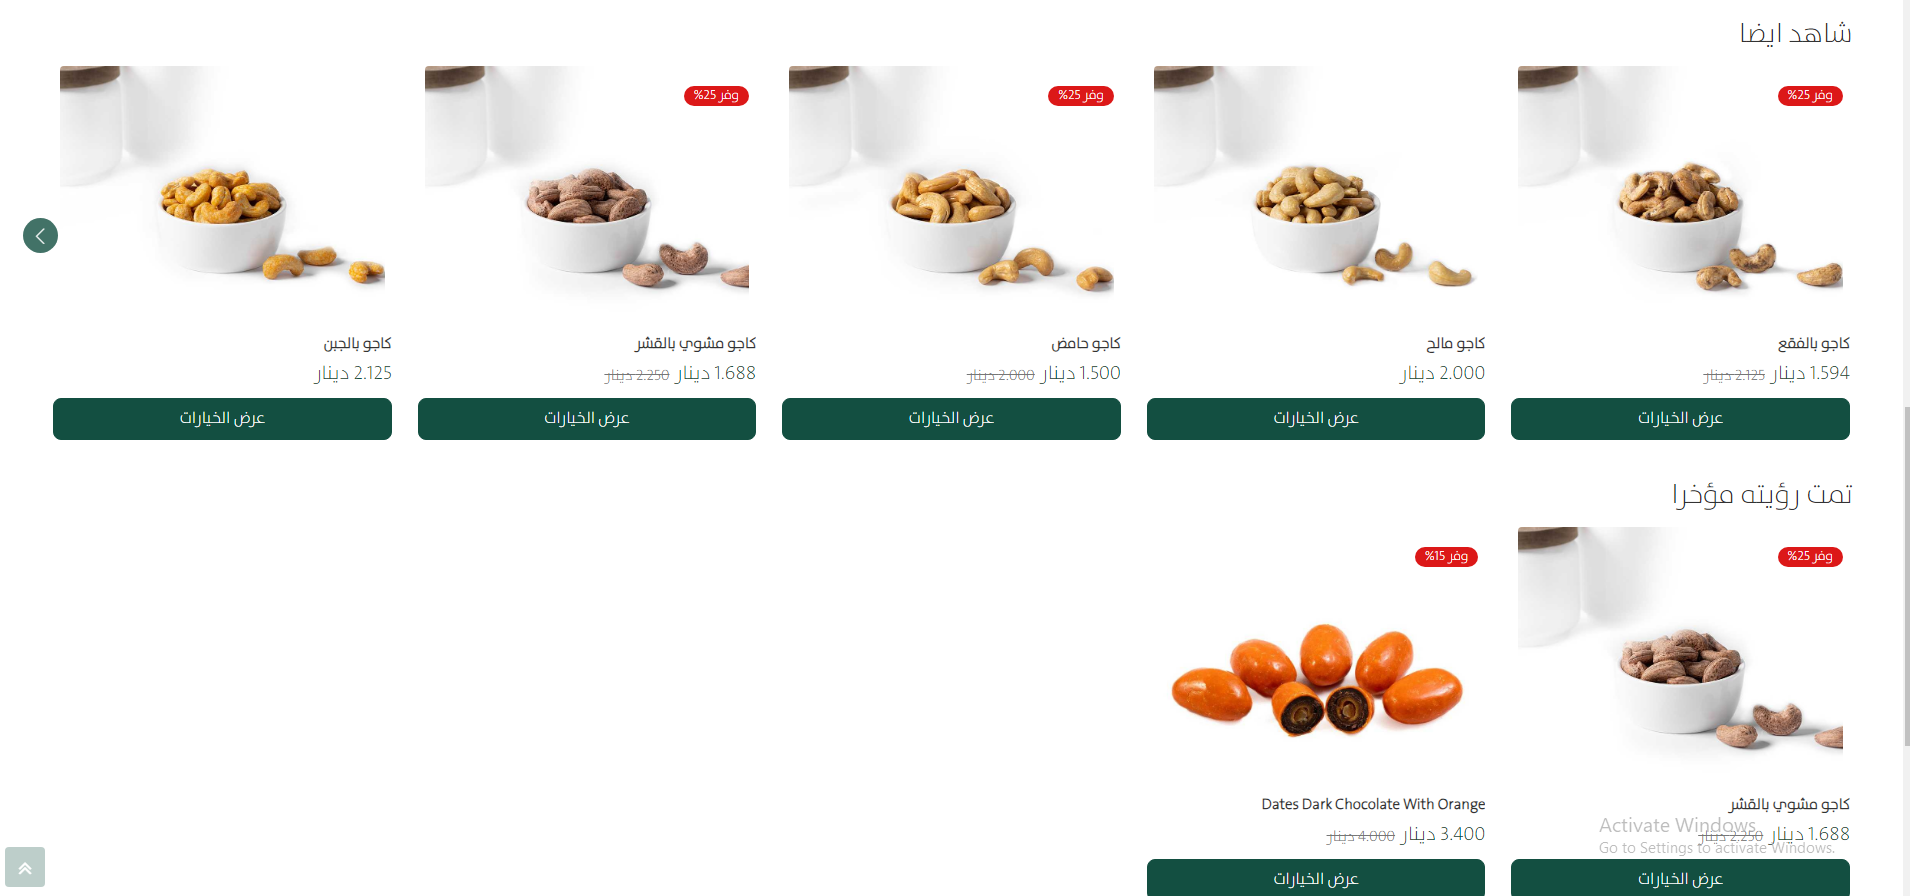 شاهد ايضا
وفر 25%
وفر 25%
وفر 25%
كاجو بالفقع
كاجو مالح
كاجو حامض
كاجو مشوي بالقشر
كاجو بالجبن
1.594 دينار 2.125 دينار
2.000 دينار
1.500 دينار 2.000 دينار
1.688 دينار 2.250 دينار
2.125 دينار
عرض الخيارات
عرض الخيارات
عرض الخيارات
عرض الخيارات
عرض الخيارات
تمت رؤيته مؤخرا
وفر 25%
وفر 15%
كاجو مشوي بالقشر
Dates Dark Chocolate With Orange
1.688 دينار 2.250 دينار
3.400 دينار 4.000 دينار
Activate Windows
Go to Settings to activate Windows.
عرض الخيارات
عرض الخيارات